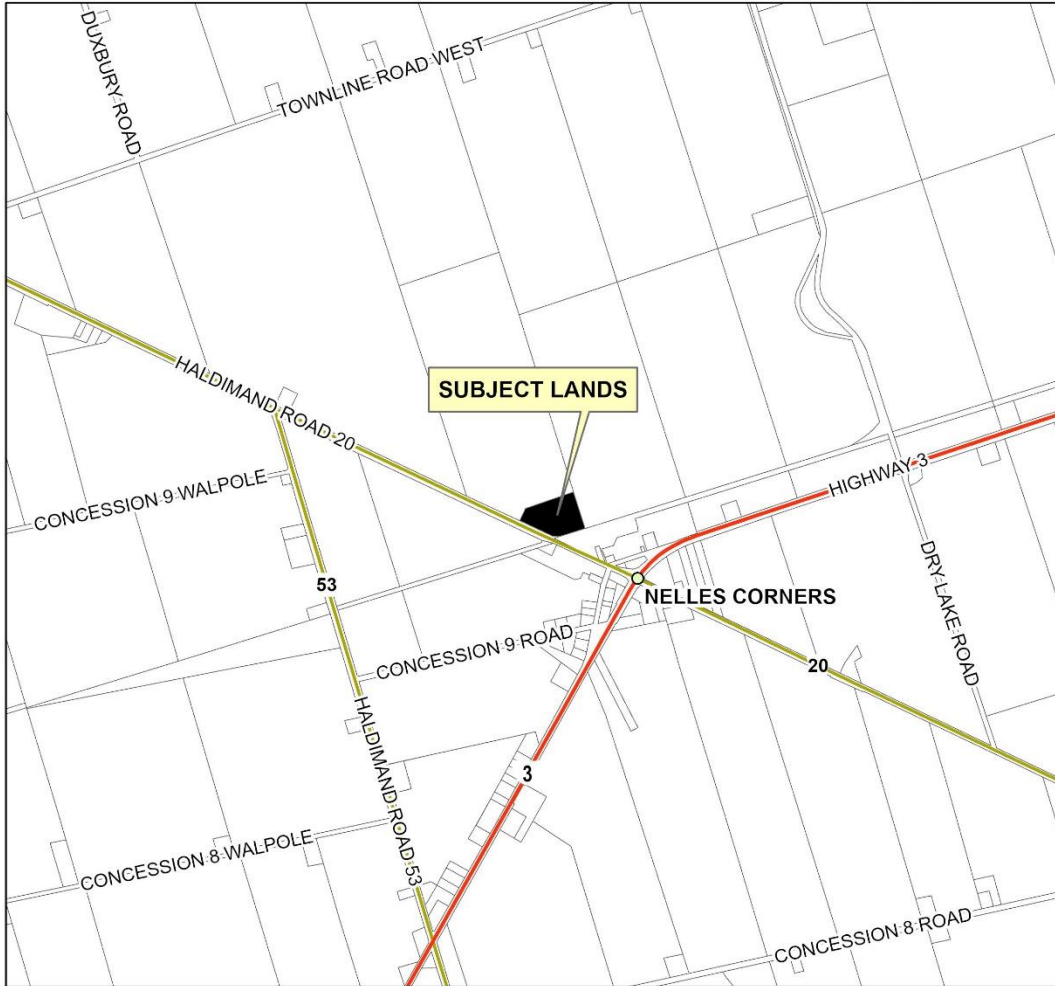 DUXBURY ROAD
TOWNLINE ROAD WEST
HALDIMAND ROAD 20
SUBJECT LANDS
CONCESSION 9 WALPOLE
HIGHWAY 3
53
NELLES CORNERS
DRY LAKE ROAD
CONCESSION 9 ROAD
20
HALDIMAND ROAD 53
3
CONCESSION 8 WALPOLE
CONCESSION 8 ROAD